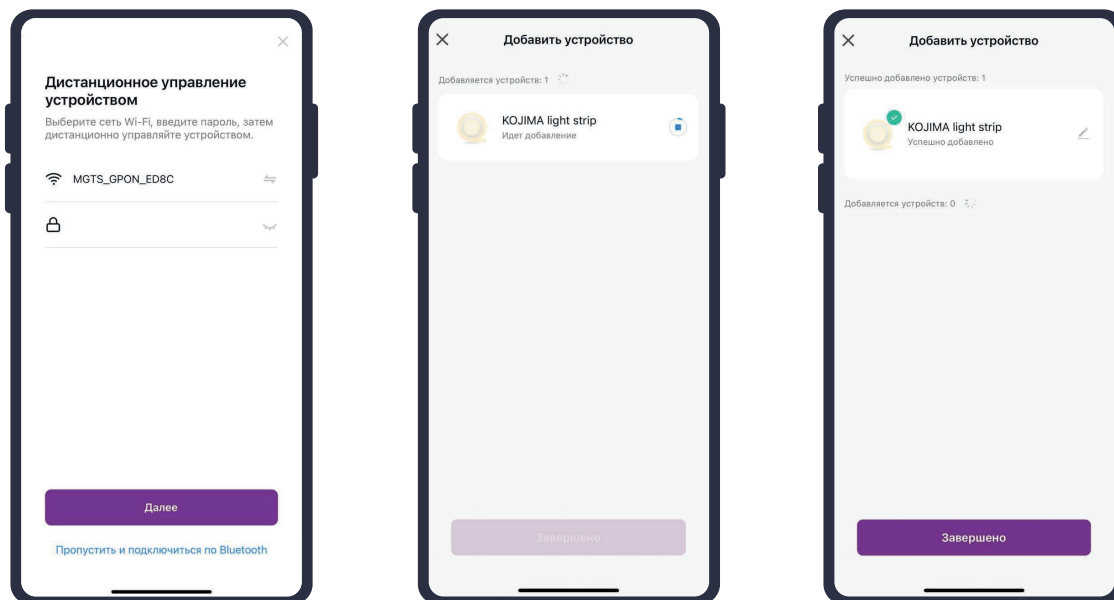 Дистанционное управление
устройством
Выберите сеть Wi-Fi, введите пароль, затем
дистанционно управляйте устройством.
MGTS_GPON_ED8C
Далее
Пропустить и подключиться по Bluetooth
Добавить устройство
Добавляется устройств: 1
KOJIMA light strip
Идет добавление
Завершено
Добавить устройство
Успешно добавлено устройств: 1
KOJIMA light strip
Успешно добавлено
Добавляется устройств: 0
Завершено